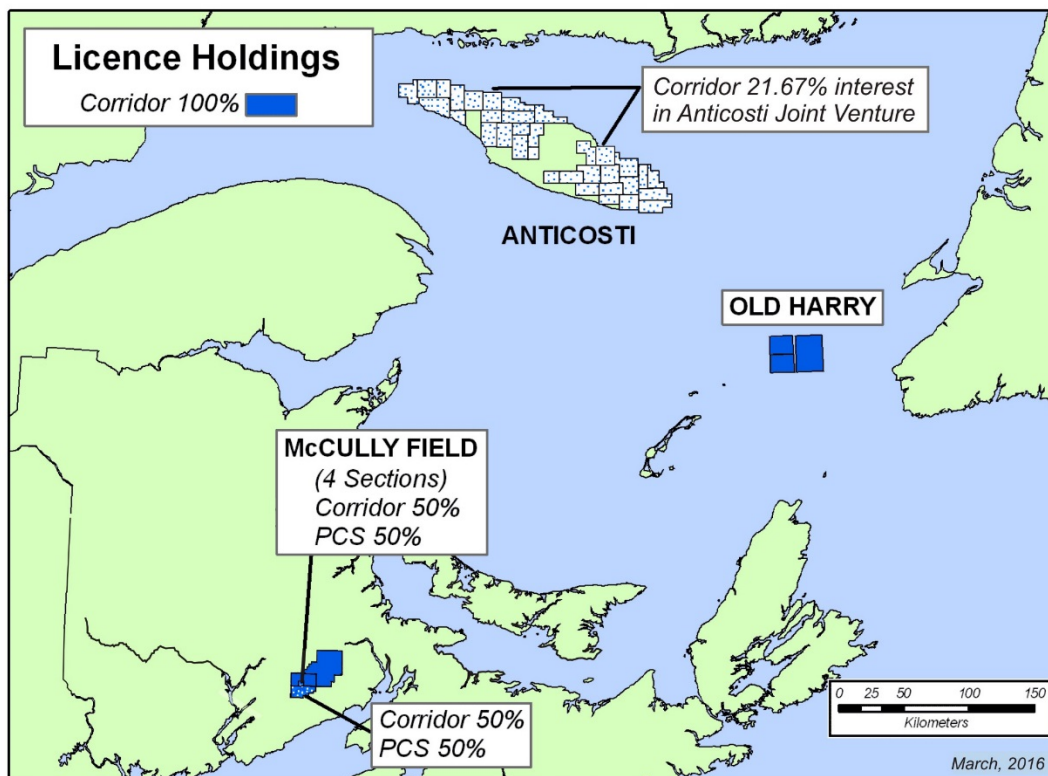 Licence Holdings
Corridor 100%
Corridor 21.67% interest
in Anticosti Joint Venture
ANTICOSTI
OLD HARRY
McCULLY FIELD
(4 Sections)
Corridor 50%
PCS 50%
Corridor 50%
PCS 50%
0 25 50 100 150
Kilometers
March, 2016